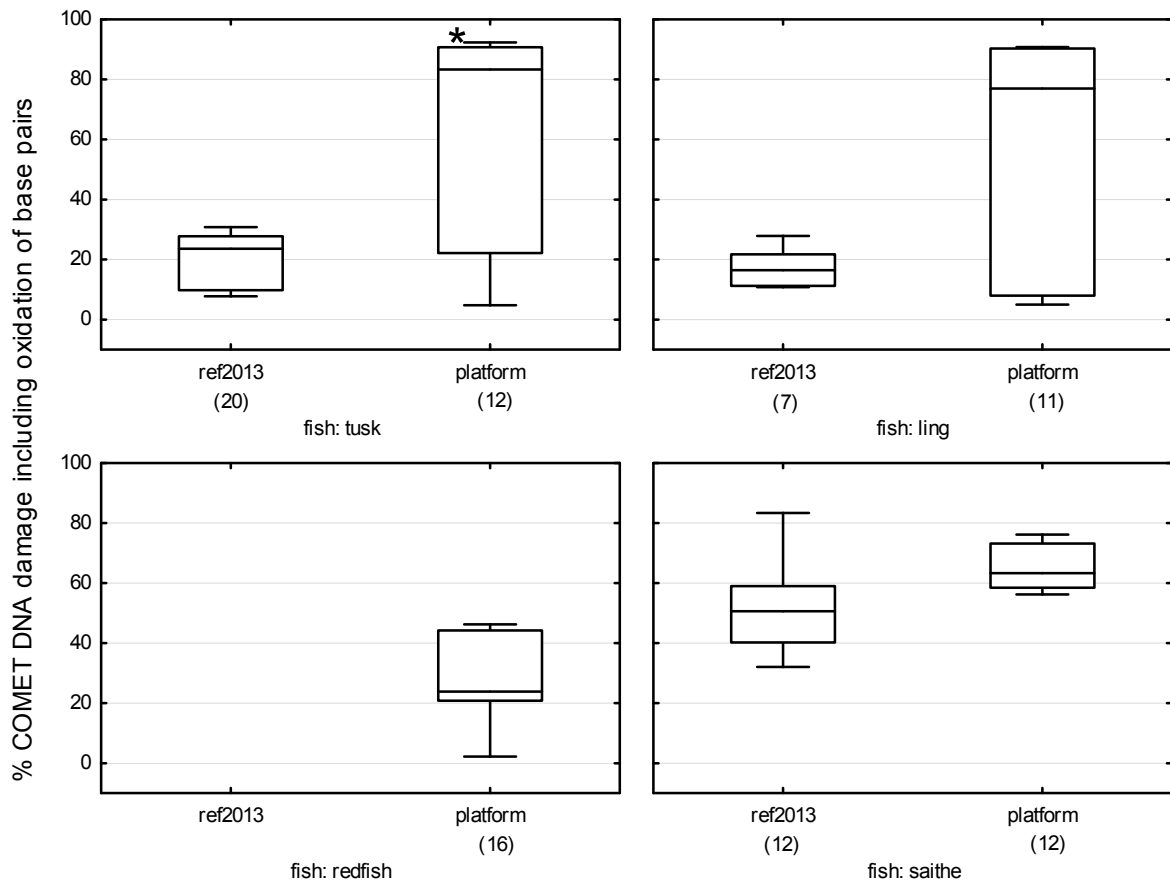 % COMET DNA damage including oxidation of base pairs
100
80
60
40
20
0
*
ref2013 platform
(20) (12)
fish: tusk
ref2013 platform
(7) (11)
fish: ling
100
80
60
40
20
0
ref2013 platform
(16)
fish: redfish
ref2013 platform
(12) (12)
fish: saithe